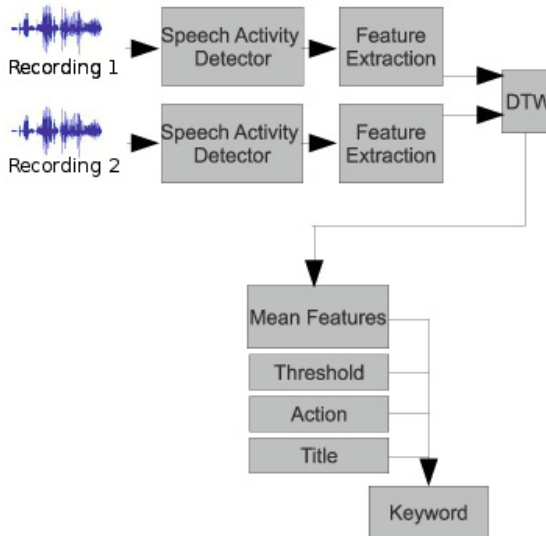 Recording 1
Speech Activity
Detector
Feature
Extraction
DTW
Recording 2
Speech Activity
Detector
Feature
Extraction
Mean Features
Threshold
Action
Title
Keyword